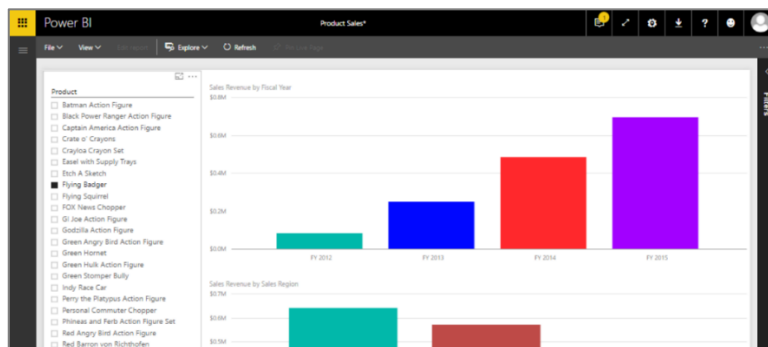 Power BI
Product Sales*
File
View
Explore
Refresh
Product
Batman Action Figure
Black Power Ranger Action Figure
Captain America Action Figure
Crate o' Crayons
Crayloa Crayon Set
Easel with Supply Trays
Etch A Sketch
Flying Badger
Flying Squirrel
FOX News Chopper
GI Joe Action Figure
Godzilla Action Figure
Green Angry Bird Action Figure
Green Hornet
Green Hulk Action Figure
Green Stomper Bully
Indy Race Car
Perry the Platypus Action Figure
Personal Commuter Chopper
Phineas and Ferb Action Figure Set
Red Angry Bird Action Figure
Red Barron von Richthofen
Sales Revenue by Fiscal Year
$0.8M
$0.6M
$0.4M
$0.2M
$0.0M
FY 2012
FY 2013
FY 2014
FY 2015
Sales Revenue by Sales Region
$0.7M
$0.6M
$0.5M
Filters